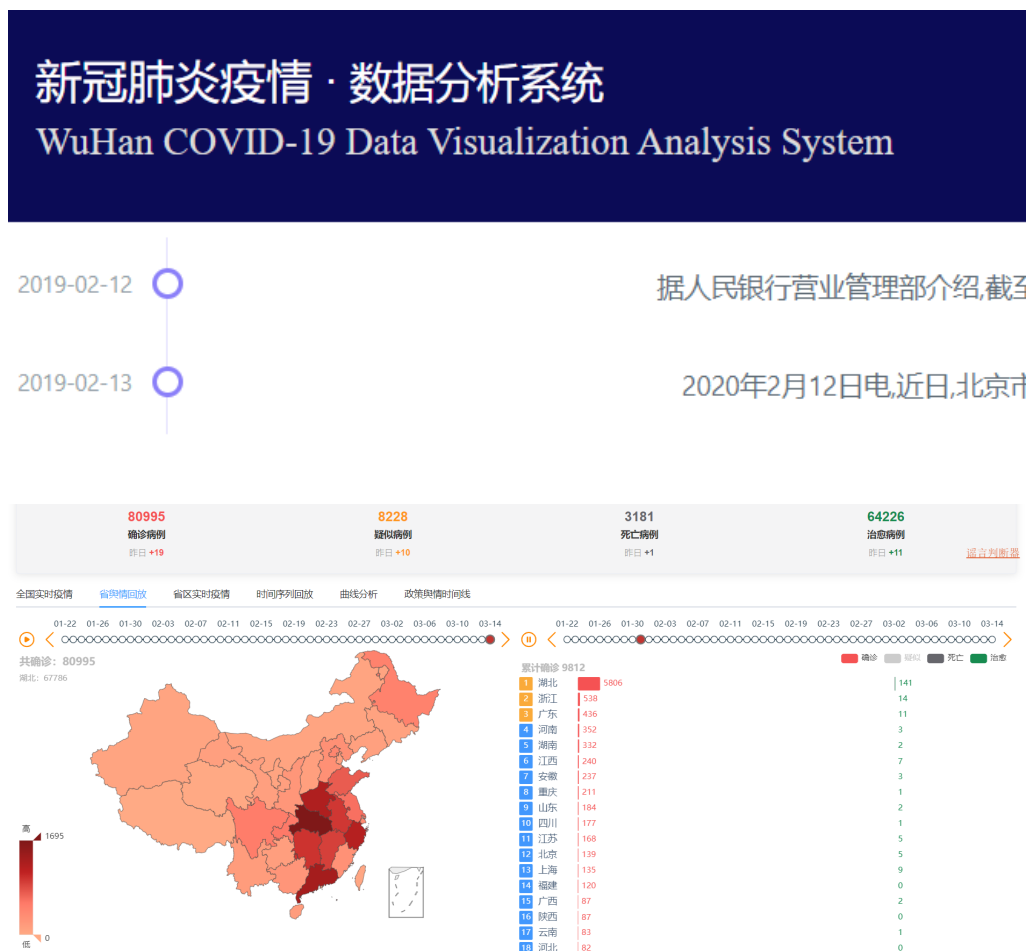 新冠肺炎疫情 · 数据分析系统
WuHan COVID-19 Data Visualization Analysis System
2019-02-12 据人民银行营业管理部介绍,截至
2019-02-13 2020年2月12日电,近日,北京市
80995 8228 3181 64226
确诊病例 疑似病例 死亡病例 治愈病例
昨日 +19 昨日 +10 昨日 +1 昨日 +11 谣言判断器
全国实时疫情 省舆情回放 省区实时疫情 时间序列回放 曲线分析 政策舆情时间线
01-22 01-26 01-30 02-03 02-07 02-11 02-15 02-19 02-23 02-27 03-02 03-06 03-10 03-14
共确诊: 80995
湖北: 67786
高 1695
低 0
01-22 01-26 01-30 02-03 02-07 02-11 02-15 02-19 02-23 02-27 03-02 03-06 03-10 03-14
确诊 疑似 死亡 治愈
累计确诊 9812
1 湖北 5806 141
2 浙江 538 14
3 广东 436 11
4 河南 352 3
5 湖南 332 2
6 江西 240 7
7 安徽 237 3
8 重庆 211 1
9 山东 184 2
10 四川 177 1
11 江苏 168 5
12 北京 139 5
13 上海 135 9
14 福建 120 0
15 广西 87 2
16 陕西 87 0
17 云南 83 1
18 河北 82 0